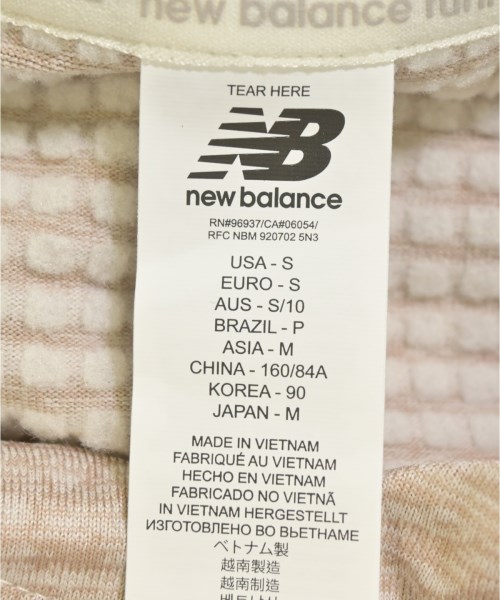 new balance
TEAR HERE
NB
new balance
RN#96937/CA#06054/
RFC NBM 920702 5N3
USA - S
EURO - S
AUS - S/10
BRAZIL - P
ASIA - M
CHINA - 160/84A
KOREA - 90
JAPAN - M
MADE IN VIETNAM
FABRIQUÉ AU VIETNAM
HECHO EN VIETNAM
FABRICADO NO VIETNÃ
IN VIETNAM HERGESTELLT
ИЗГОТОВЛЕНО ВО ВЬЕТНАМЕ
ベトナム製
越南製造
越南制造